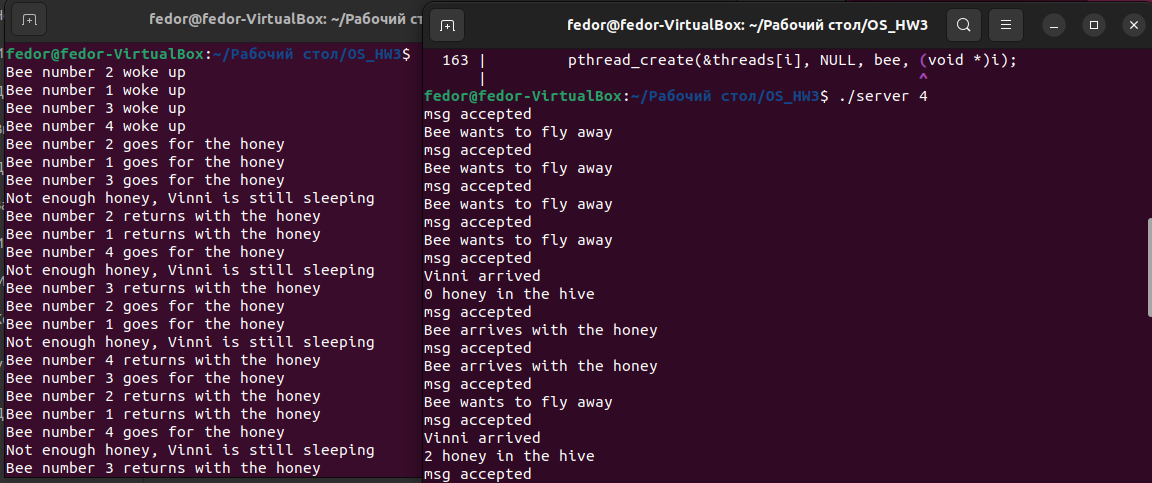 fedor@fedor-VirtualBox: ~/Рабочий ст
fedor@fedor-VirtualBox:~/Рабочий стол/OS_HW3$
Bee number 2 woke up
Bee number 1 woke up
Bee number 3 woke up
Bee number 4 woke up
Bee number 2 goes for the honey
Bee number 1 goes for the honey
Bee number 3 goes for the honey
Not enough honey, Vinni is still sleeping
Bee number 2 returns with the honey
Bee number 1 returns with the honey
Bee number 4 goes for the honey
Not enough honey, Vinni is still sleeping
Bee number 3 returns with the honey
Bee number 2 goes for the honey
Bee number 1 goes for the honey
Not enough honey, Vinni is still sleeping
Bee number 4 returns with the honey
Bee number 3 goes for the honey
Bee number 2 returns with the honey
Bee number 1 returns with the honey
Bee number 4 goes for the honey
Not enough honey, Vinni is still sleeping
Bee number 3 returns with the honey
fedor@fedor-VirtualBox: ~/Рабочий стол/OS_HW3
163 | pthread_create(&threads[i], NULL, bee, (void *)i);
| ^
fedor@fedor-VirtualBox:~/Рабочий стол/OS_HW3$ ./server 4
msg accepted
Bee wants to fly away
msg accepted
Bee wants to fly away
msg accepted
Bee wants to fly away
msg accepted
Bee wants to fly away
msg accepted
Vinni arrived
0 honey in the hive
msg accepted
Bee arrives with the honey
msg accepted
Bee arrives with the honey
msg accepted
Bee wants to fly away
msg accepted
Vinni arrived
2 honey in the hive
msg accepted